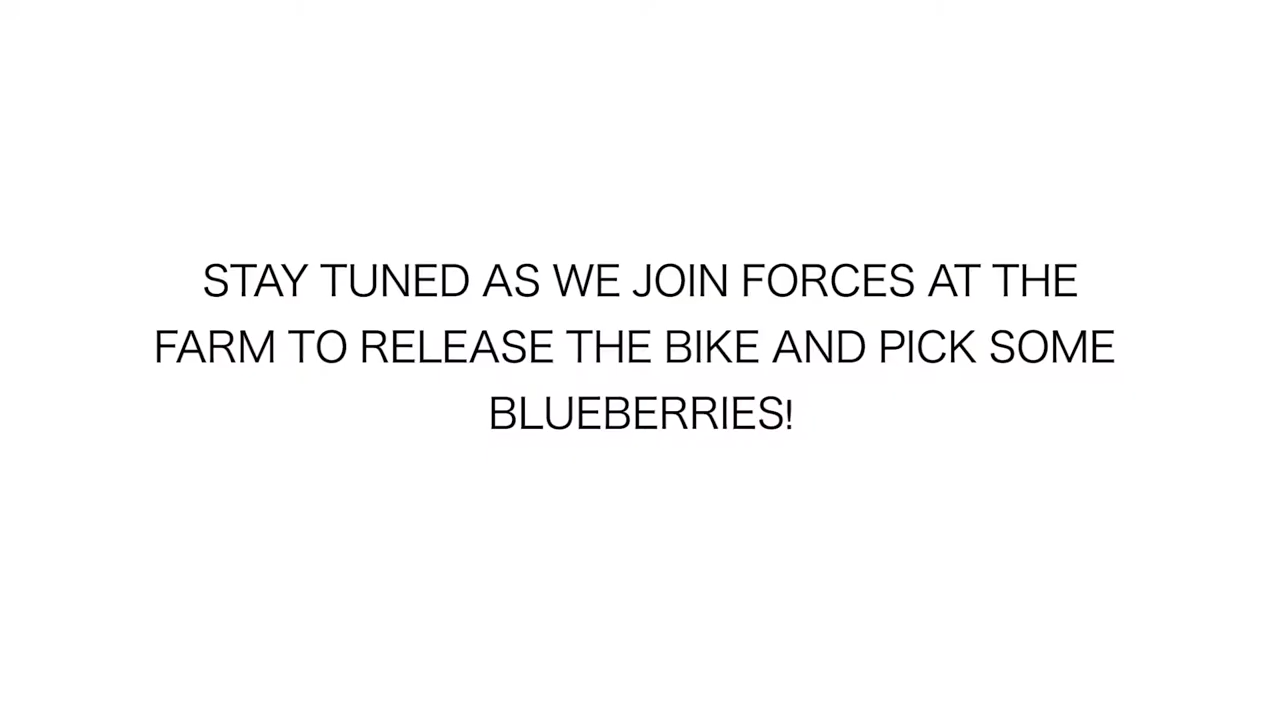 STAY TUNED AS WE JOIN FORCES AT THE
FARM TO RELEASE THE BIKE AND PICK SOME
BLUEBERRIES!